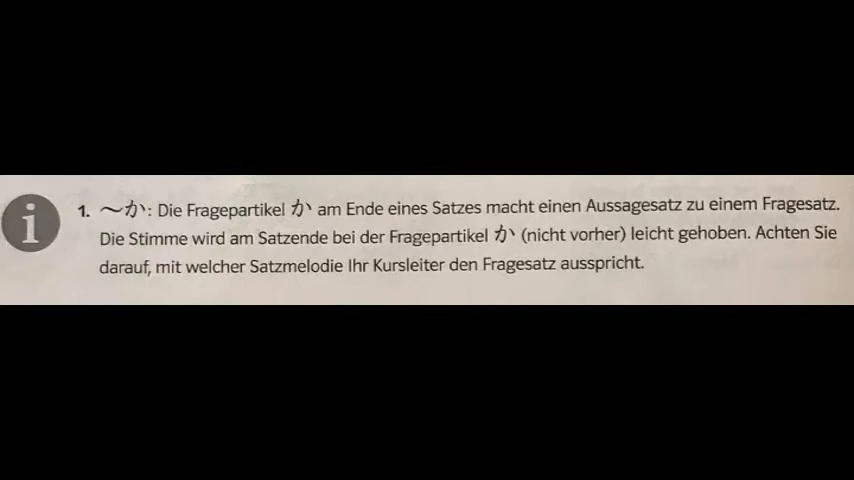 i
1. 〜か: Die Fragepartikel か am Ende eines Satzes macht einen Aussagesatz zu einem Fragesatz.
Die Stimme wird am Satzende bei der Fragepartikel か (nicht vorher) leicht gehoben. Achten Sie
darauf, mit welcher Satzmelodie Ihr Kursleiter den Fragesatz ausspricht.